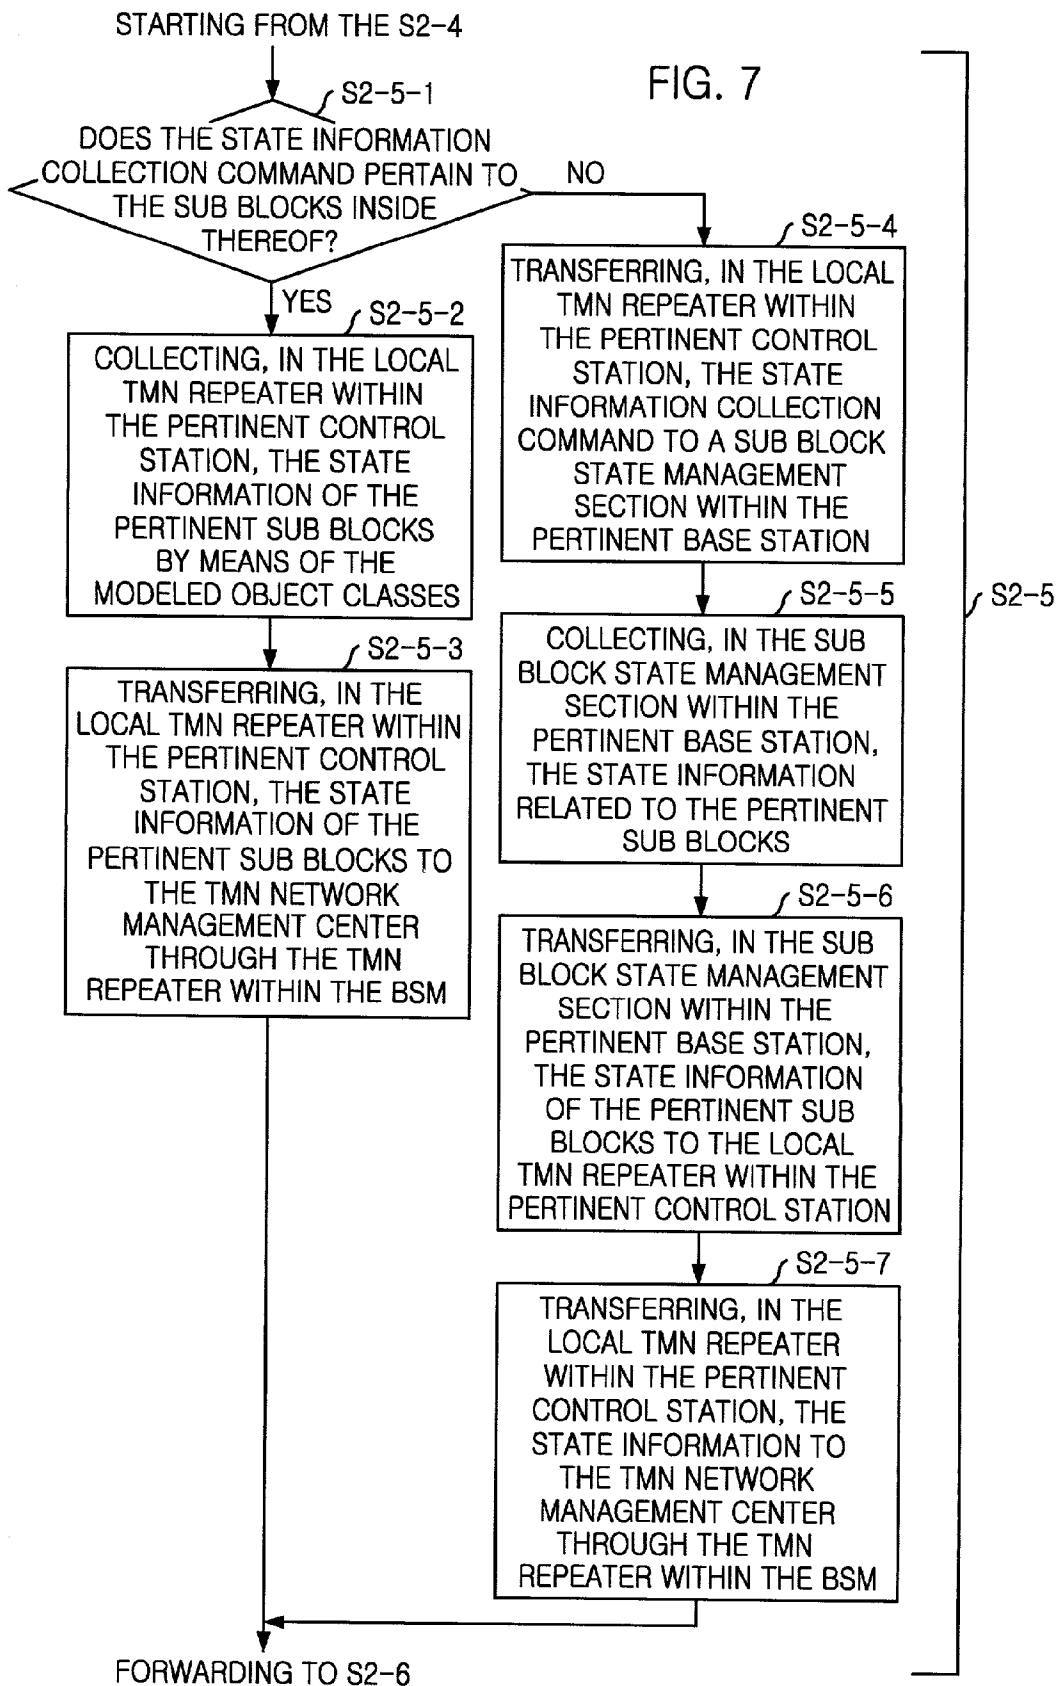 STARTING FROM THE S2-4
FIG. 7
S2-5-1
DOES THE STATE INFORMATION
COLLECTION COMMAND PERTAIN TO
THE SUB BLOCKS INSIDE
THEREOF?
NO
YES
S2-5-2
COLLECTING, IN THE LOCAL
TMN REPEATER WITHIN
THE PERTINENT CONTROL
STATION, THE STATE
INFORMATION OF THE
PERTINENT SUB BLOCKS
BY MEANS OF THE
MODELED OBJECT CLASSES
S2-5-3
TRANSFERRING, IN THE
LOCAL TMN REPEATER WITHIN
THE PERTINENT CONTROL
STATION, THE STATE
INFORMATION OF THE
PERTINENT SUB BLOCKS TO
THE TMN NETWORK
MANAGEMENT CENTER
THROUGH THE TMN
REPEATER WITHIN THE BSM
S2-5-4
TRANSFERRING, IN THE LOCAL
TMN REPEATER WITHIN
THE PERTINENT CONTROL
STATION, THE STATE
INFORMATION COLLECTION
COMMAND TO A SUB BLOCK
STATE MANAGEMENT
SECTION WITHIN THE
PERTINENT BASE STATION
S2-5-5
COLLECTING, IN THE SUB
BLOCK STATE MANAGEMENT
SECTION WITHIN THE
PERTINENT BASE STATION,
THE STATE INFORMATION
RELATED TO THE PERTINENT
SUB BLOCKS
S2-5-6
TRANSFERRING, IN THE SUB
BLOCK STATE MANAGEMENT
SECTION WITHIN THE
PERTINENT BASE STATION,
THE STATE INFORMATION
OF THE PERTINENT SUB
BLOCKS TO THE LOCAL
TMN REPEATER WITHIN THE
PERTINENT CONTROL STATION
S2-5-7
TRANSFERRING, IN THE
LOCAL TMN REPEATER
WITHIN THE PERTINENT
CONTROL STATION, THE
STATE INFORMATION TO
THE TMN NETWORK
MANAGEMENT CENTER
THROUGH THE TMN
REPEATER WITHIN THE BSM
S2-5
FORWARDING TO S2-6